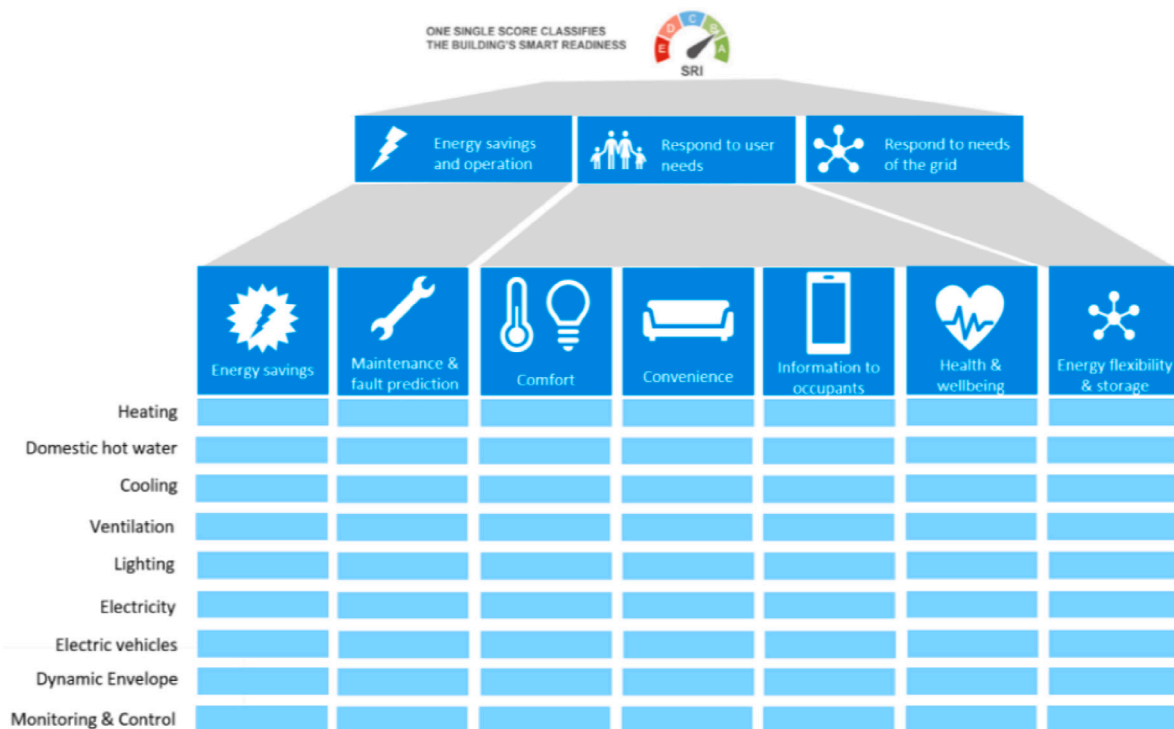 ONE SINGLE SCORE CLASSIFIES
THE BUILDING'S SMART READINESS
E
D
C
B
A
SRI
Energy savings
and operation
Respond to user
needs
Respond to needs
of the grid
Energy savings
Maintenance &
fault prediction
Comfort
Convenience
Information to
occupants
Health &
wellbeing
Energy flexibility
& storage
Heating
Domestic hot water
Cooling
Ventilation
Lighting
Electricity
Electric vehicles
Dynamic Envelope
Monitoring & Control